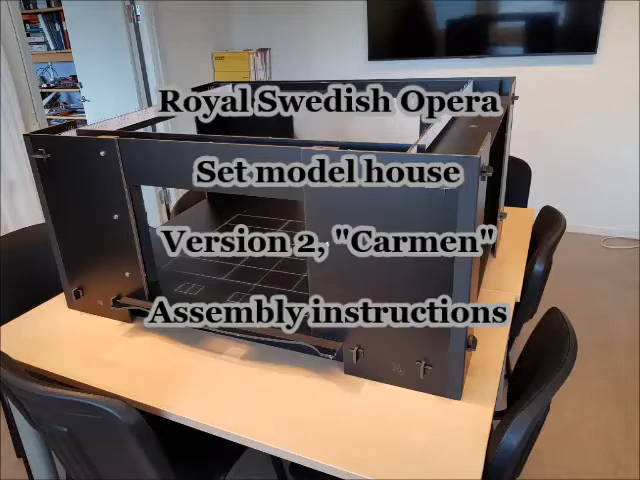 Royal Swedish Opera
Set model house
Version 2, "Carmen"
Assembly instructions